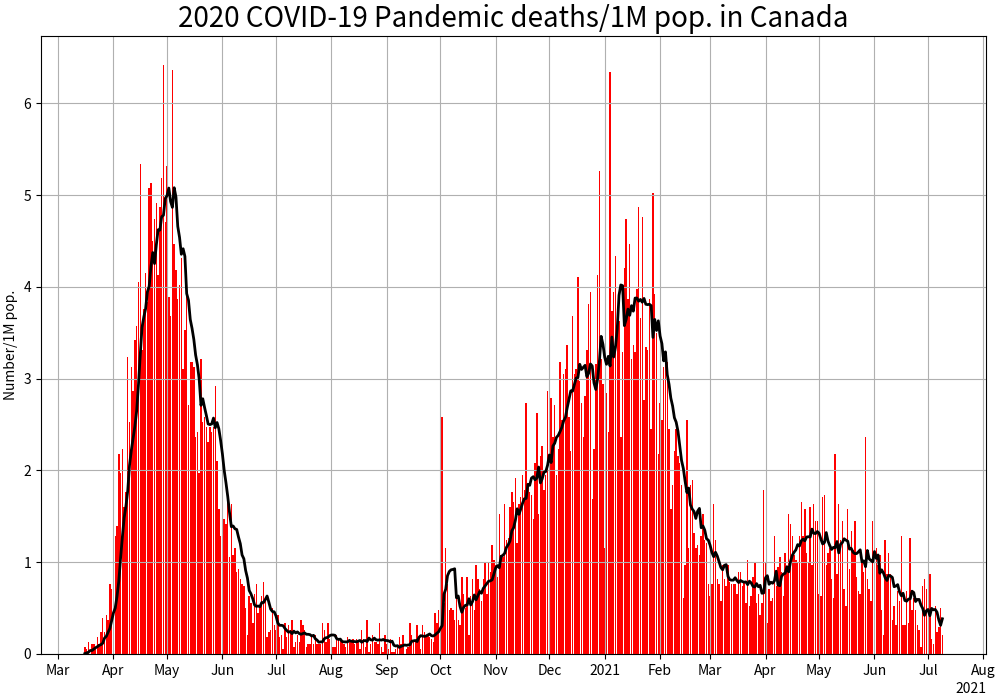 2020 COVID-19 Pandemic deaths/1M pop. in Canada
Number/1M pop.
6
5
4
3
2
1
0
Mar Apr May Jun Jul Aug Sep Oct Nov Dec 2021 Feb Mar Apr May Jun Jul Aug
2021